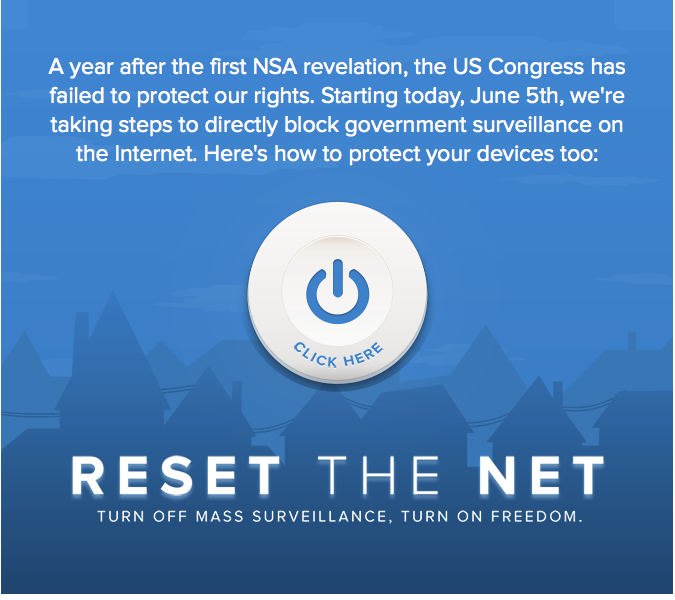 A year after the first NSA revelation, the US Congress has
failed to protect our rights. Starting today, June 5th, we're
taking steps to directly block government surveillance on
the Internet. Here's how to protect your devices too:
CLICK HERE
RESET THE NET
TURN OFF MASS SURVEILLANCE, TURN ON FREEDOM.